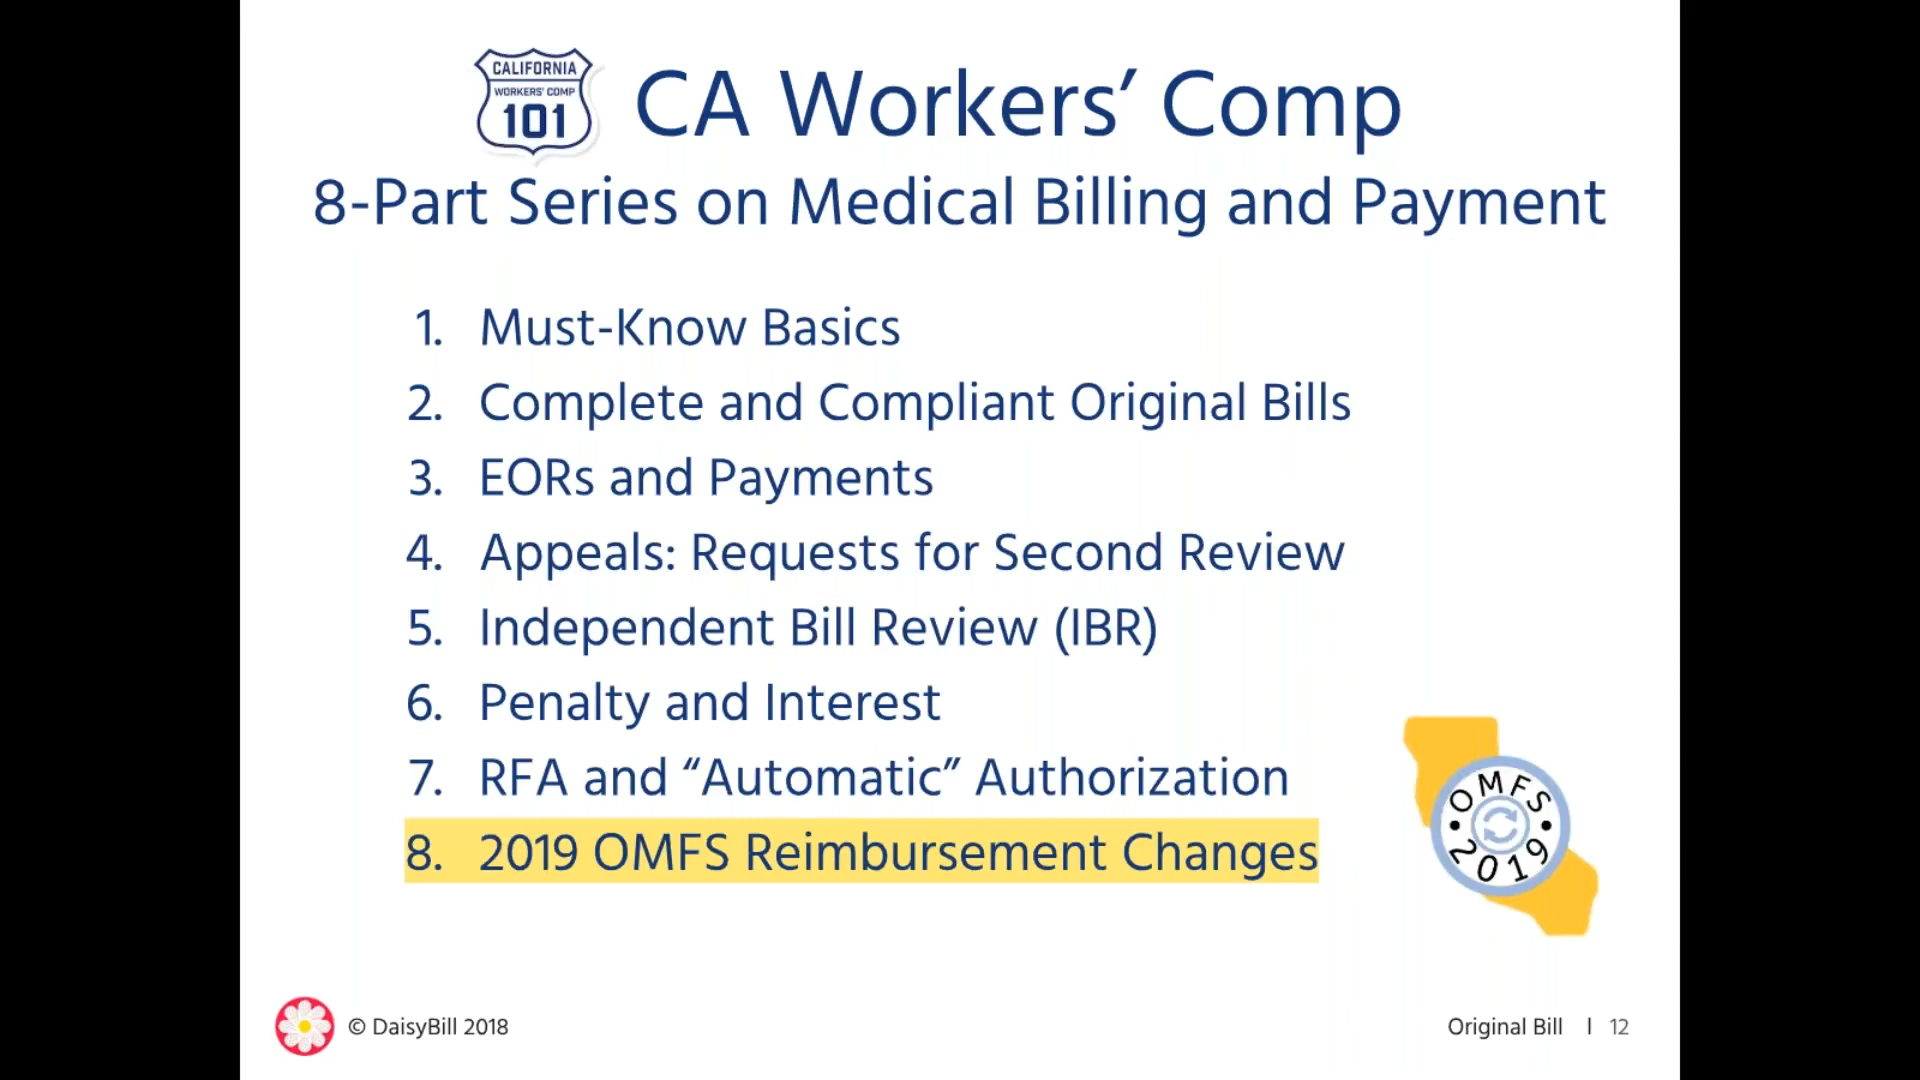 CALIFORNIA
WORKERS' COMP
101
CA Workers’ Comp
8-Part Series on Medical Billing and Payment
1. Must-Know Basics
2. Complete and Compliant Original Bills
3. EORs and Payments
4. Appeals: Requests for Second Review
5. Independent Bill Review (IBR)
6. Penalty and Interest
7. RFA and “Automatic” Authorization
8. 2019 OMFS Reimbursement Changes
• OMFS •
2019
© DaisyBill 2018
Original Bill | 12